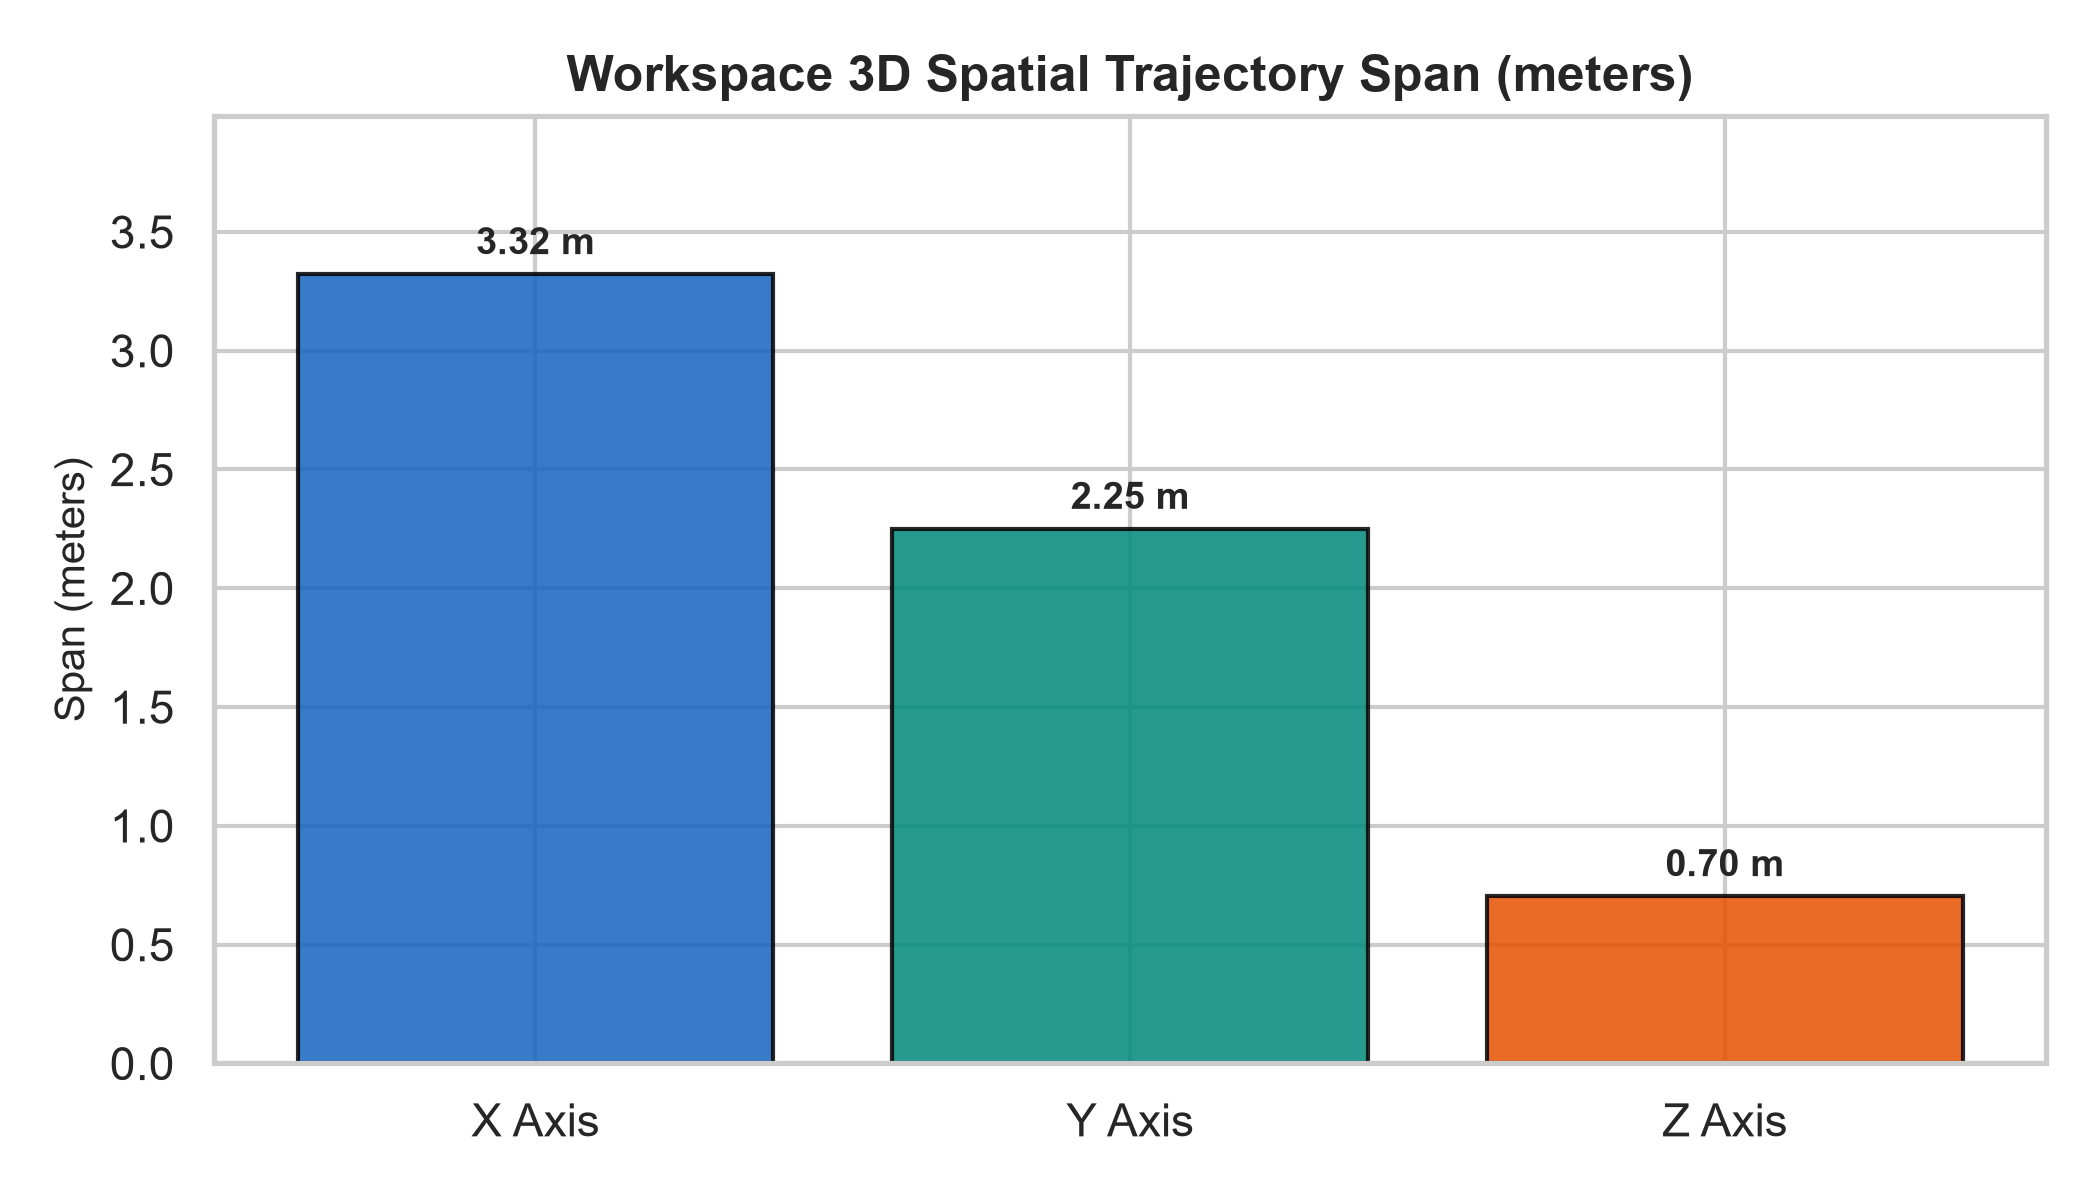 Workspace 3D Spatial Trajectory Span (meters)
Span (meters)
3.5
3.0
2.5
2.0
1.5
1.0
0.5
0.0
3.32 m
2.25 m
0.70 m
X Axis
Y Axis
Z Axis